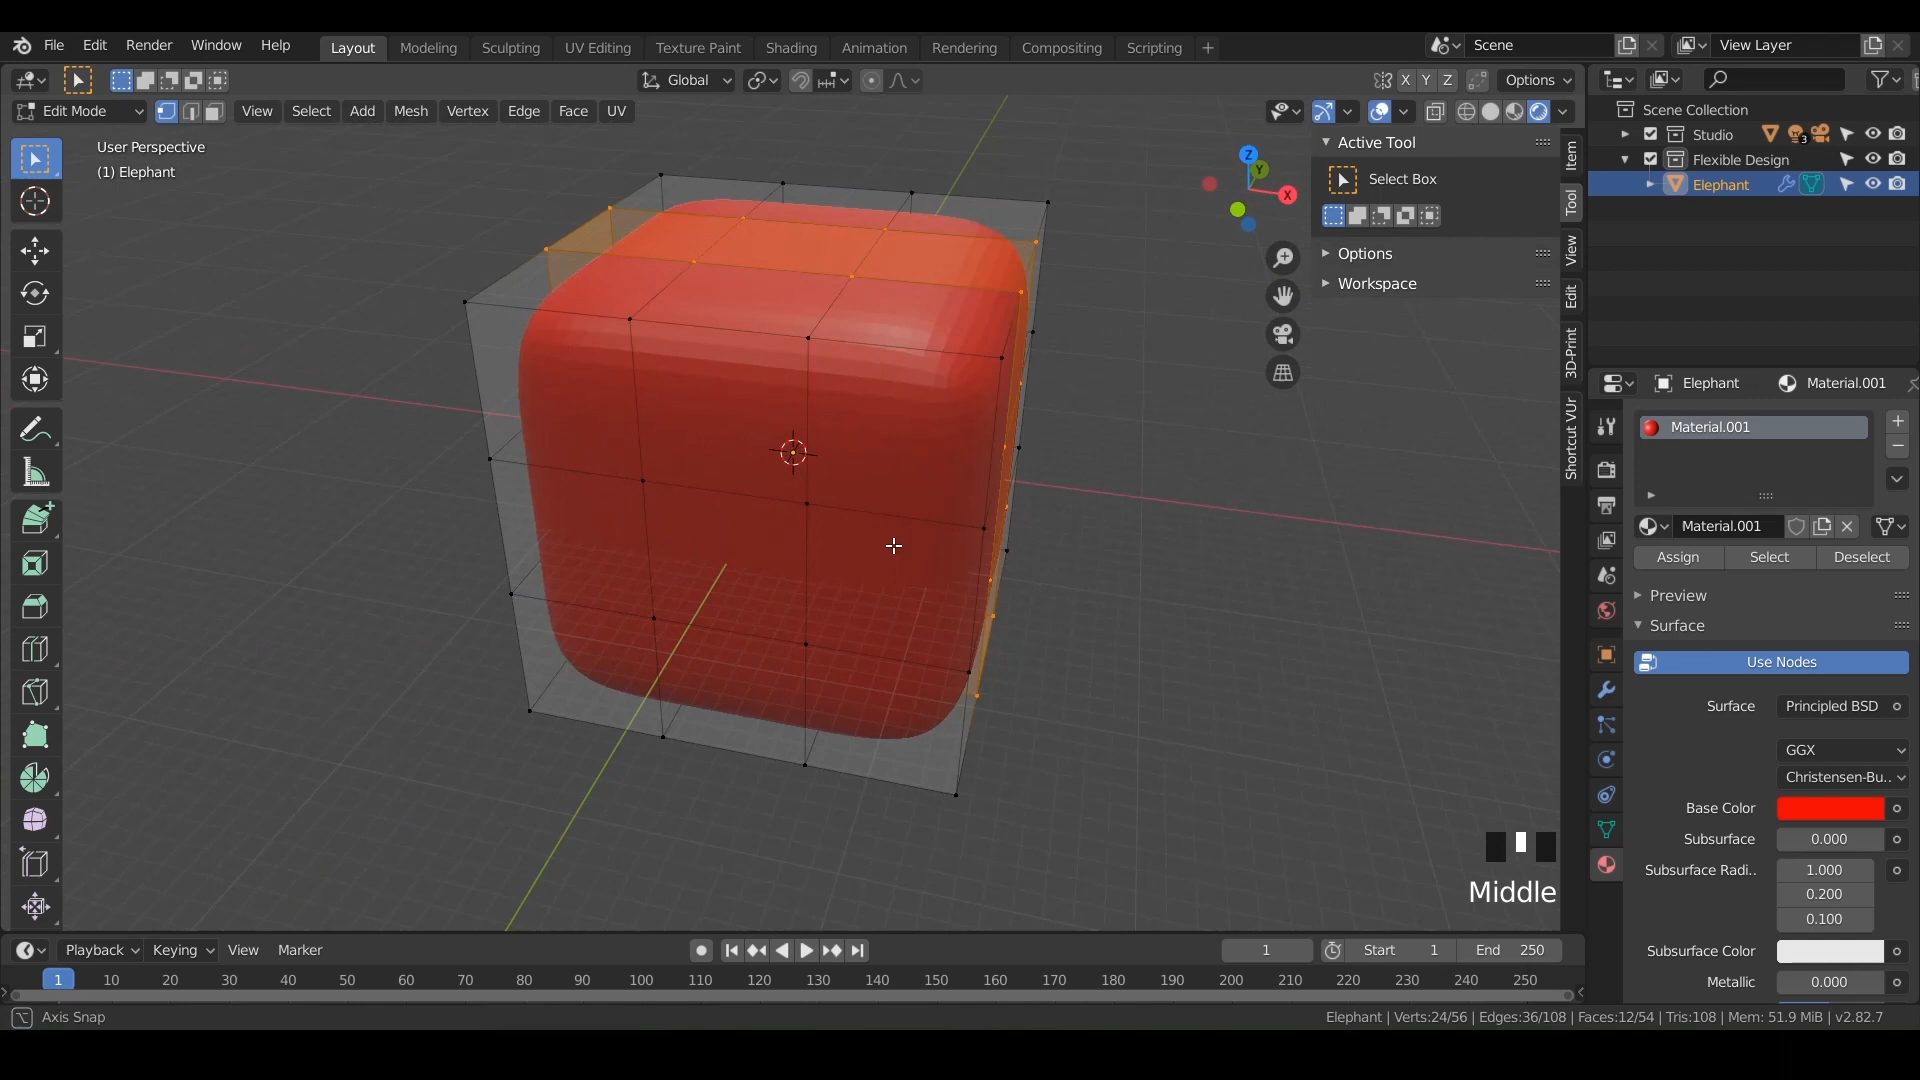 File Edit Render Window Help Layout Modeling Sculpting UV Editing Texture Paint Shading Animation Rendering Compositing Scripting + Scene View Layer
Global X Y Z Options
Edit Mode View Select Add Mesh Vertex Edge Face UV
User Perspective
(1) Elephant
Z
Y
X
Active Tool
Select Box
Options
Workspace
Item
Tool
View
Edit
3D-Print
Shortcut VUr
Scene Collection
Studio 3
Flexible Design
Elephant
Elephant Material.001
Material.001
Material.001
Assign Select Deselect
Preview
Surface
Use Nodes
Surface Principled BSD
GGX
Christensen-Bu..
Base Color
Subsurface 0.000
Subsurface Radi.. 1.000
0.200
0.100
Subsurface Color
Metallic 0.000
Middle
Playback Keying View Marker 1 Start 1 End 250
1 10 20 30 40 50 60 70 80 90 100 110 120 130 140 150 160 170 180 190 200 210 220 230 240 250
Axis Snap Elephant | Verts:24/56 | Edges:36/108 | Faces:12/54 | Tris:108 | Mem: 51.9 MiB | v2.82.7